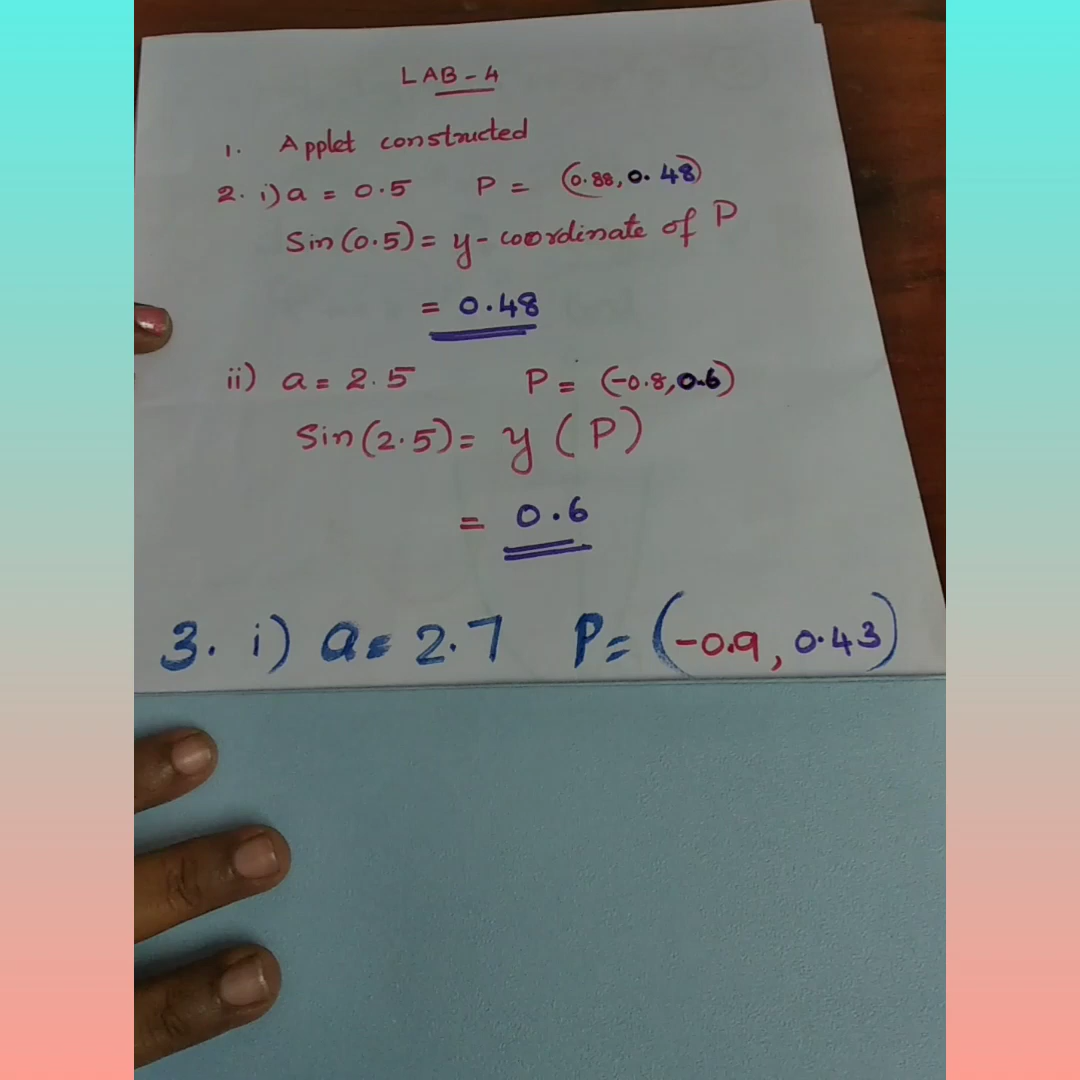 LAB-4
1. Applet constructed
2. i) a = 0.5 P = (0.88, 0.48)
Sin(0.5) = y-coordinate of P
= 0.48
ii) a = 2.5 P = (-0.8, 0.6)
Sin(2.5) = y (P)
= 0.6
3. i) a = 2.7 P = (-0.9, 0.43)